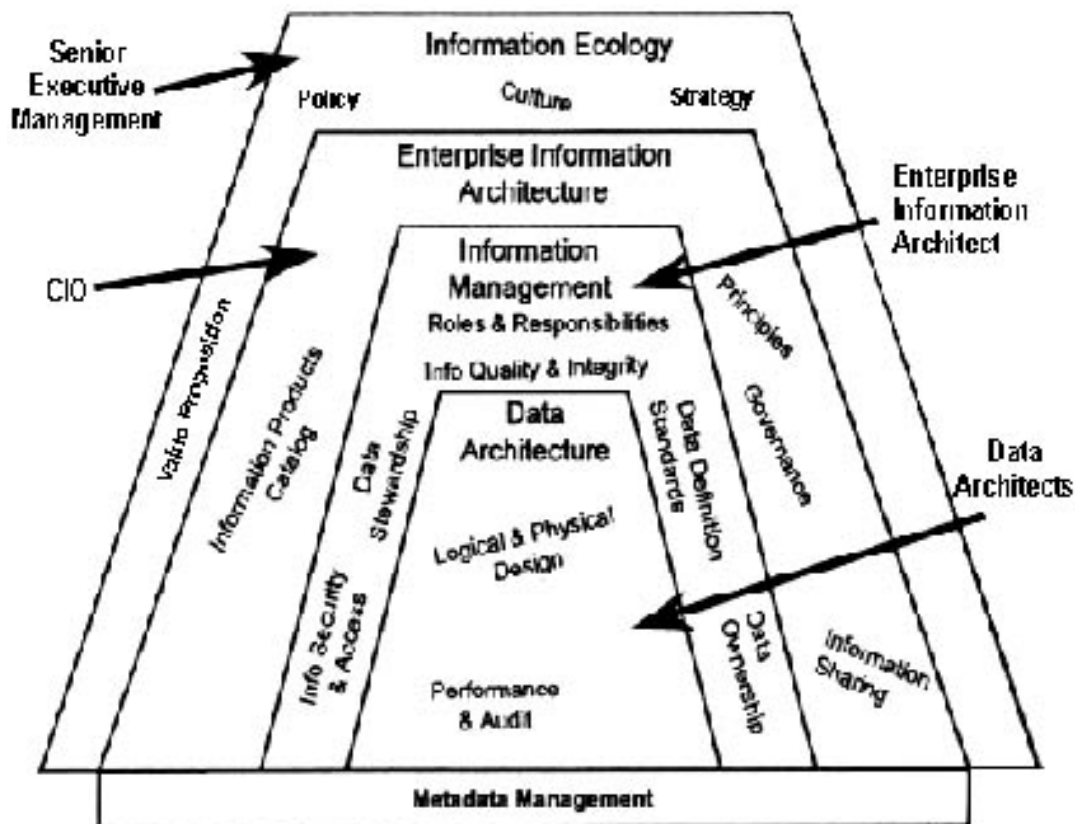 Senior
Executive
Management
Information Ecology
Policy
Culture
Strategy
Enterprise Information
Architecture
Enterprise
Information
Architect
CIO
Information
Management
Roles & Responsibilities
Info Quality & Integrity
Value Proposition
Information Products
Catalog
Data
Stewardship
Info Security
& Access
Principles
Governance
Information
Sharing
Data Definition
Standards
Data
Ownership
Data
Architecture
Logical & Physical
Design
Performance
& Audit
Data
Architects
Metadata Management